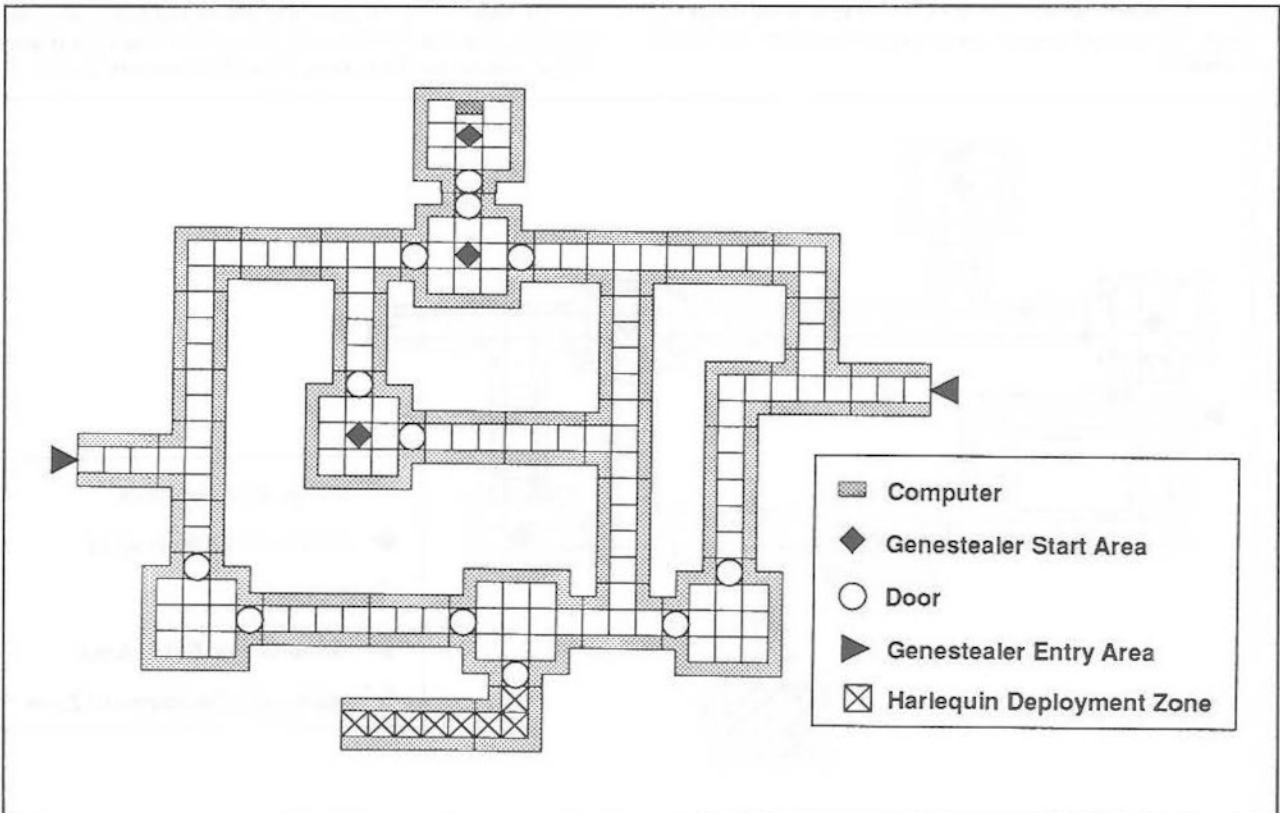 Computer
Genestealer Start Area
Door
Genestealer Entry Area
Harlequin Deployment Zone